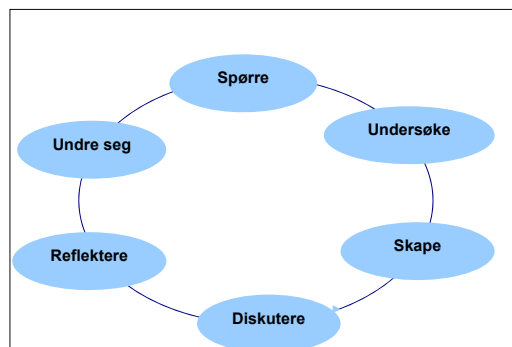 Spørre
Undersøke
Skape
Diskutere
Reflektere
Undre seg